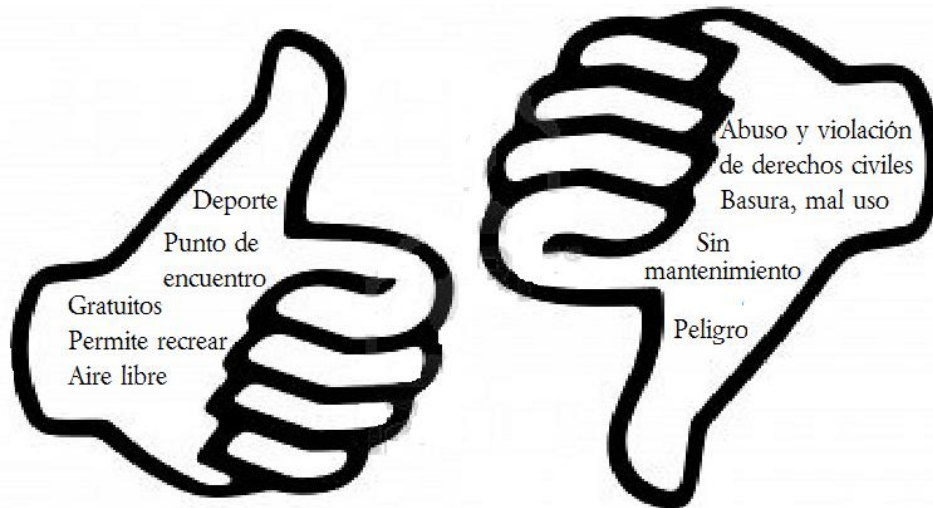 Deporte
Punto de
encuentro
Gratuitos
Permite recrear
Aire libre
Abuso y violación
de derechos civiles
Basura, mal uso
Sin
mantenimiento
Peligro